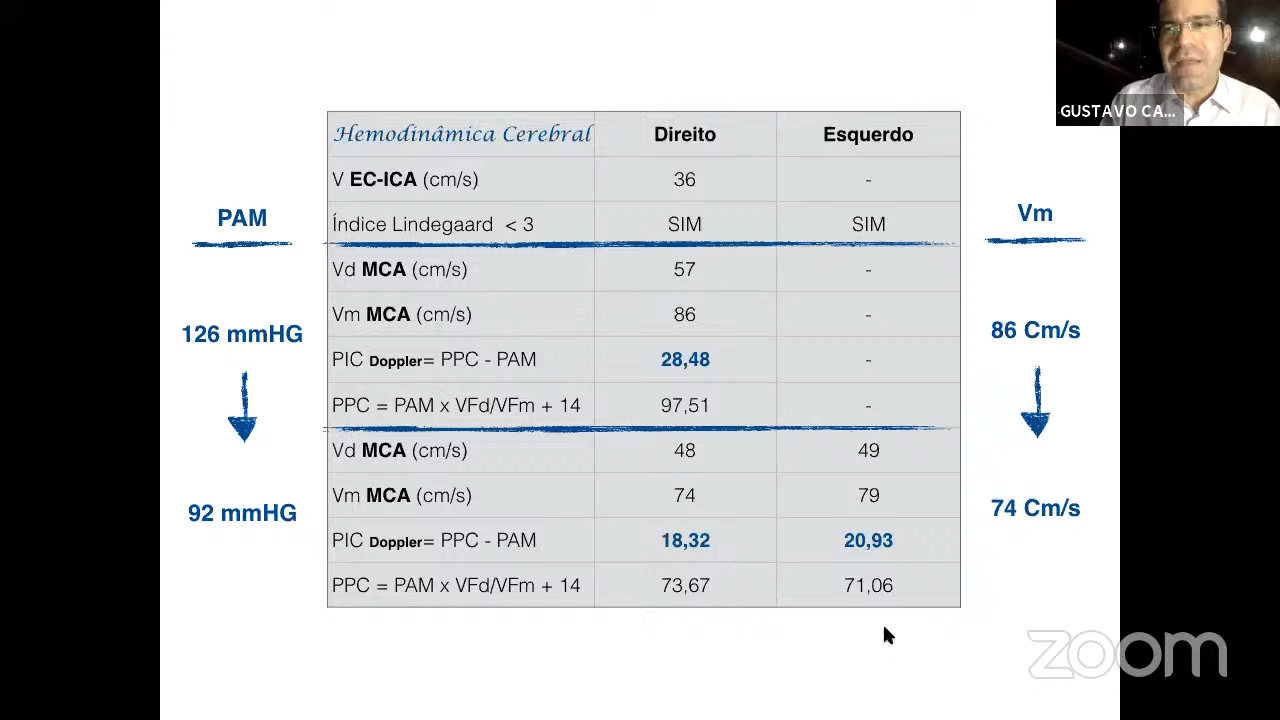 GUSTAVO CA...
Hemodinâmica Cerebral Direito Esquerdo
V EC-ICA (cm/s) 36 -
PAM
Índice Lindegaard < 3 SIM SIM
Vm
Vd MCA (cm/s) 57 -
Vm MCA (cm/s) 86 -
126 mmHG
86 Cm/s
PIC Doppler= PPC - PAM 28,48 -
PPC = PAM x VFd/VFm + 14 97,51 -
Vd MCA (cm/s) 48 49
Vm MCA (cm/s) 74 79
92 mmHG
74 Cm/s
PIC Doppler= PPC - PAM 18,32 20,93
PPC = PAM x VFd/VFm + 14 73,67 71,06
zoom